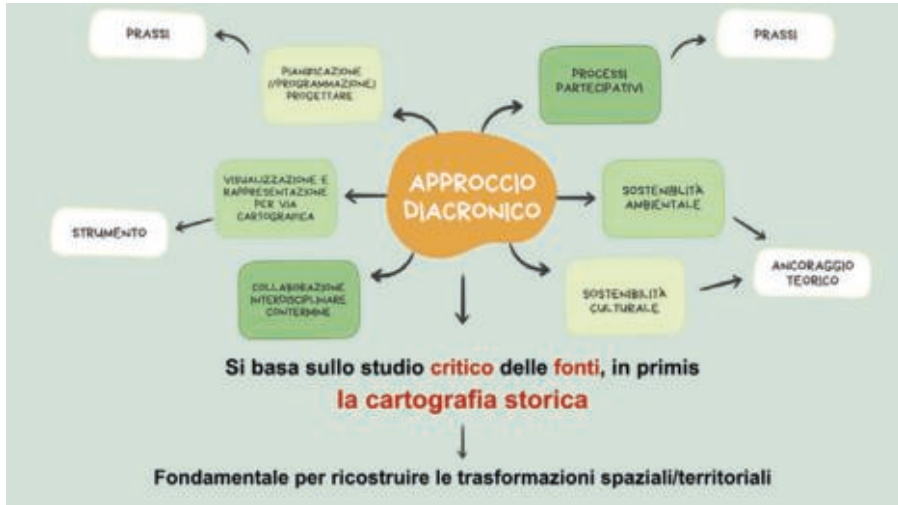 PRASSI
PIANIFICAZIONE
(/PROGRAMMAZIONE)
PROGETTARE
PROCESSI
PARTECIPATIVI
PRASSI
APPROCCIO
DIACRONICO
VISUALIZZAZIONE E
RAPPRESENTAZIONE
PER VIA
CARTOGRAFICA
STRUMENTO
SOSTENIBILITÀ
AMBIENTALE
ANCORAGGIO
TEORICO
COLLABORAZIONE
INTERDISCIPLINARE
CONTERMINE
SOSTENIBILITÀ
CULTURALE
Si basa sullo studio critico delle fonti, in primis
la cartografia storica
Fondamentale per ricostruire le trasformazioni spaziali/territoriali